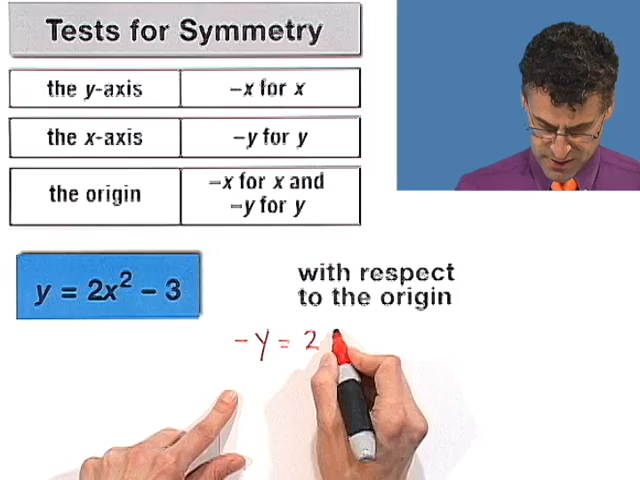 Tests for Symmetry
the y-axis
−x for x
the x-axis
−y for y
the origin
−x for x and
−y for y
y = 2x² − 3
with respect
to the origin
−y = 2